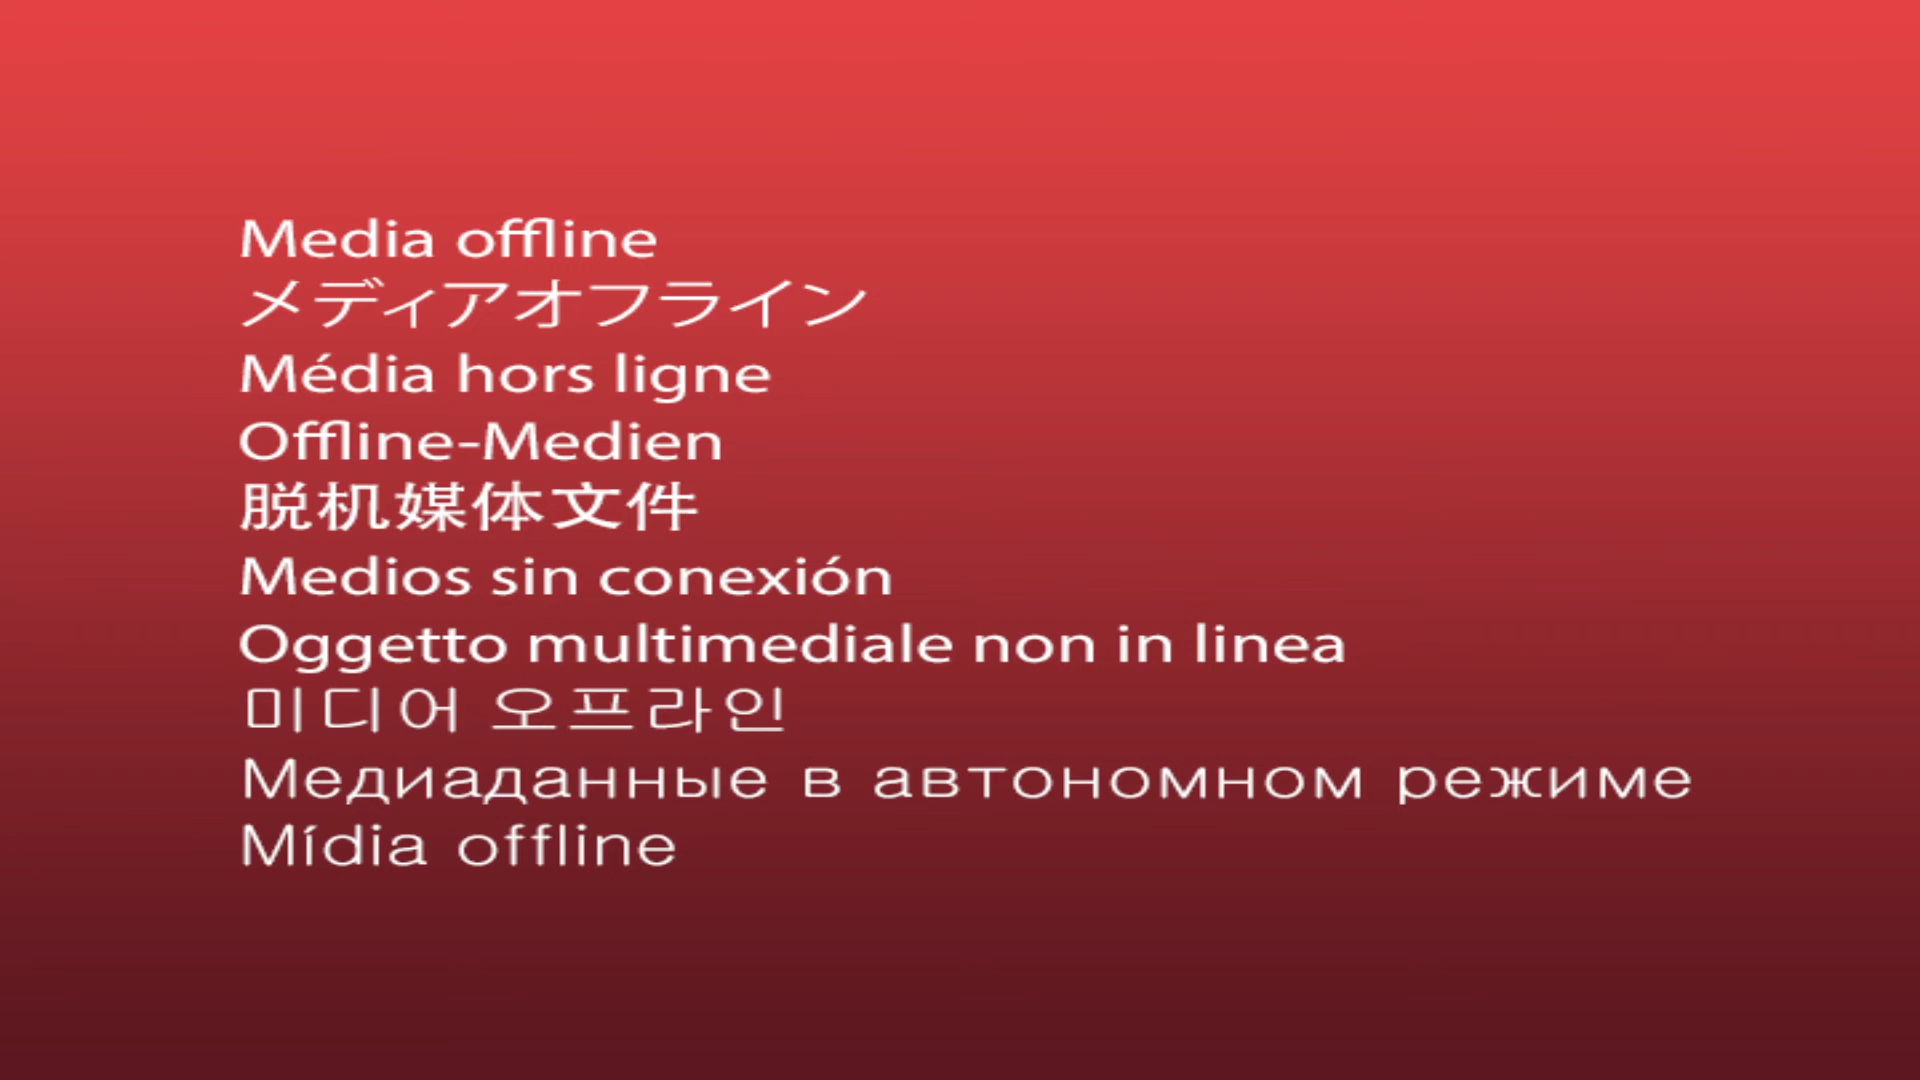 Media offline
メディアオフライン
Média hors ligne
Offline-Medien
脱机媒体文件
Medios sin conexión
Oggetto multimediale non in linea
미디어 오프라인
Медиаданные в автономном режиме
Mídia offline